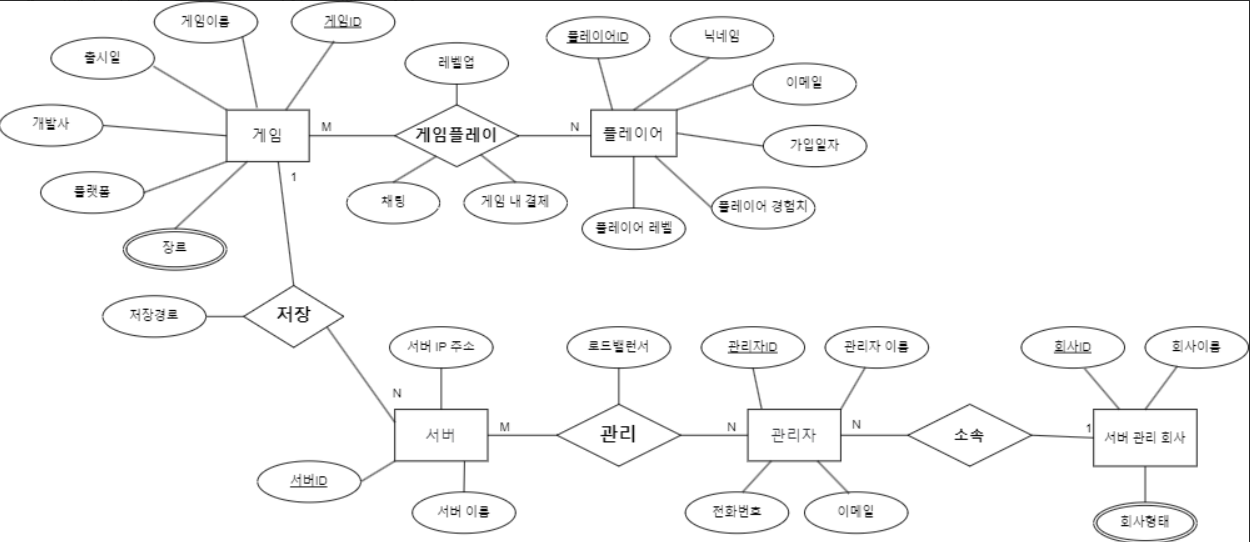 게임이름
게임ID
출시일
개발사
플랫폼
장르
게임
M
레벨업
게임플레이
채팅
게임 내 결제
N
플레이어ID
닉네임
이메일
가입일자
플레이어 경험치
플레이어 레벨
플레이어
1
저장경로
저장
N
서버 IP 주소
서버
서버ID
서버 이름
M
로드밸런서
관리
N
관리자ID
관리자 이름
관리자
전화번호
이메일
N
소속
1
회사ID
회사이름
서버 관리 회사
회사형태